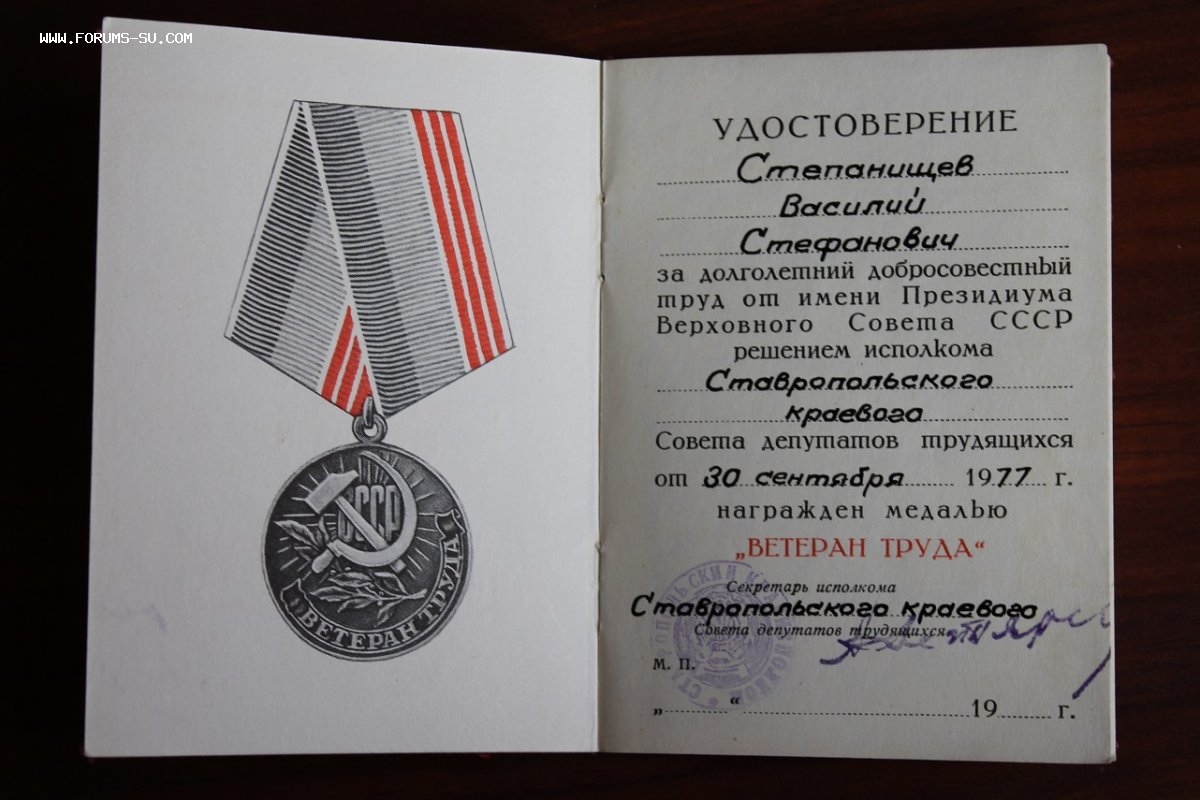 WWW.FORUMS-SU.COM
СССР
„ВЕТЕРАН ТРУДА“
УДОСТОВЕРЕНИЕ
Степанищев
Василий
Стефанович
за долголетний добросовестный
труд от имени Президиума
Верховного Совета СССР
решением исполкома
Ставропольского
краевого
Совета депутатов трудящихся
от 30 сентября 1977 г.
награжден медалью
„ВЕТЕРАН ТРУДА“
Секретарь исполкома
Ставропольского краевого
Совета депутатов трудящихся
М. П.
„ “ 19 г.